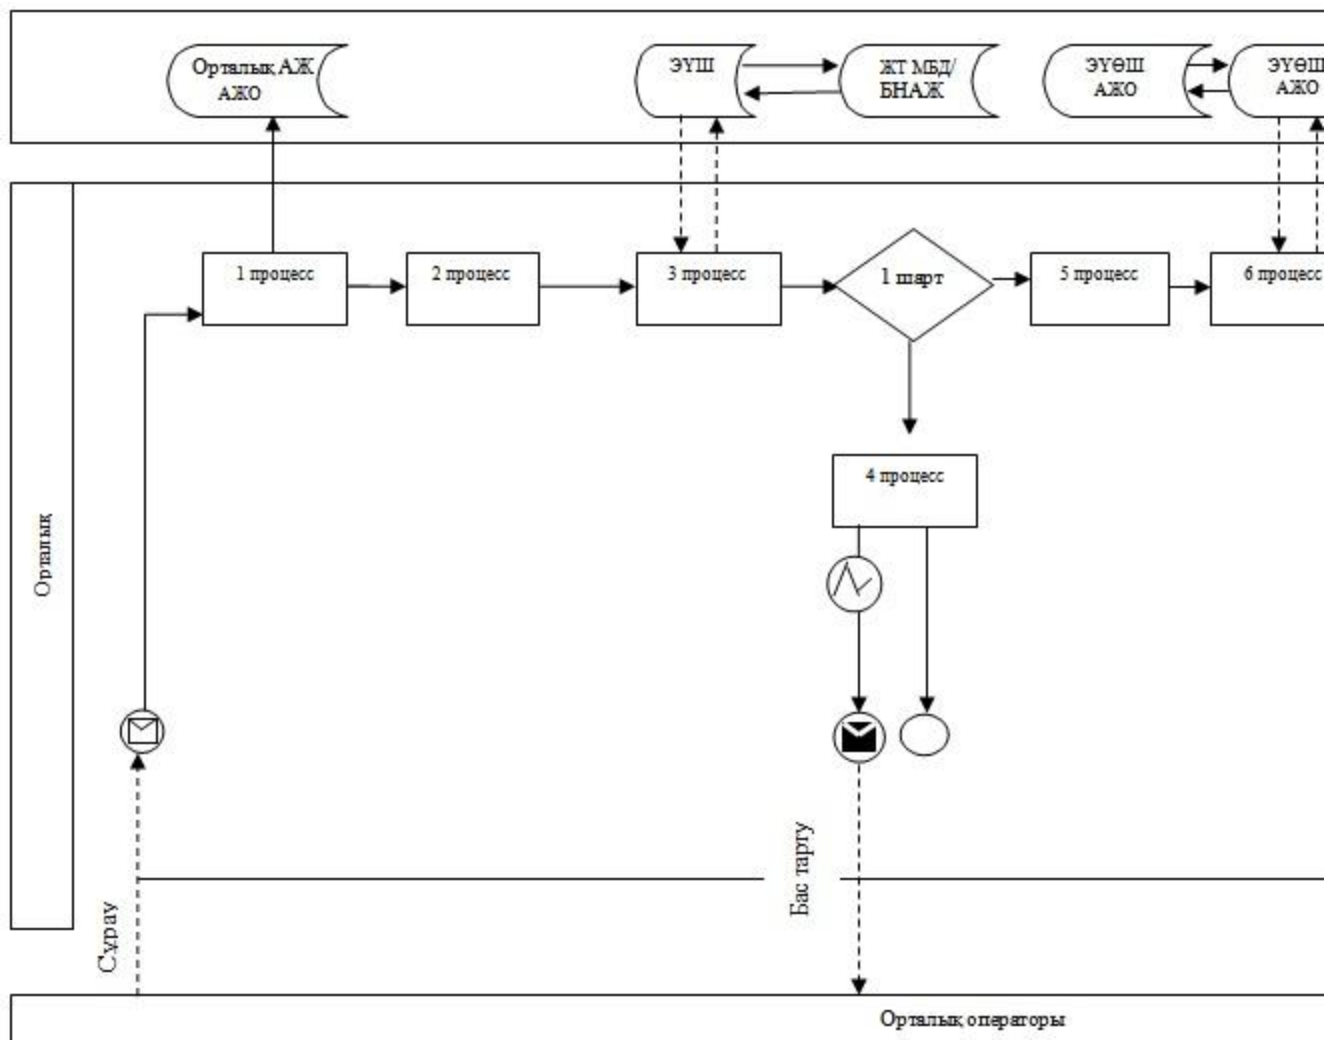 Орталық АЖ
АЖО
ЭҮШ
ЖТ МБД/
БНАЖ
ЭҮӨШ
АЖО
ЭҮӨШ
АЖО
1 процесс
2 процесс
3 процесс
1 шарт
5 процесс
6 процесс
4 процесс
Орталық
Сұрау
Бас тарту
Орталық операторы